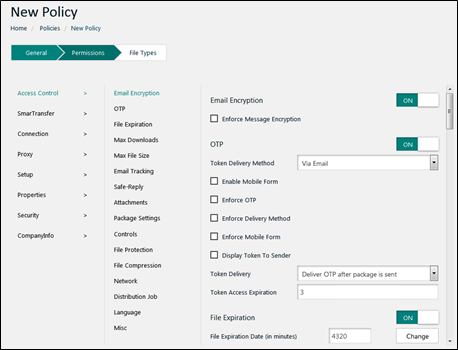 New Policy
Home / Policies / New Policy
General
Permissions
File Types
Access Control >
SmarTransfer >
Connection >
Proxy >
Setup >
Properties >
Security >
CompanyInfo >
Email Encryption
OTP
File Expiration
Max Downloads
Max File Size
Email Tracking
Safe-Reply
Attachments
Package Settings
Controls
File Protection
File Compression
Network
Distribution Job
Language
Misc
Email Encryption ON
Enforce Message Encryption
OTP ON
Token Delivery Method Via Email
Enable Mobile Form
Enforce OTP
Enforce Delivery Method
Enforce Mobile Form
Display Token To Sender
Token Delivery Deliver OTP after package is sent
Token Access Expiration 3
File Expiration ON
File Expiration Date (in minutes) 4320 Change